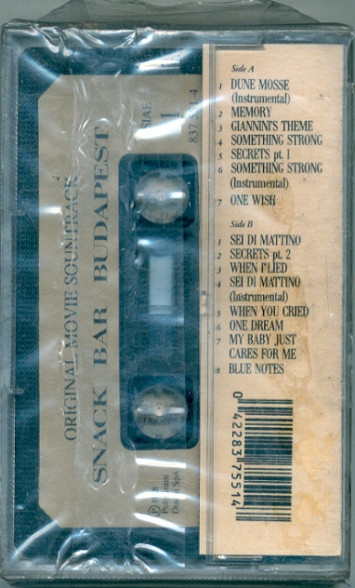 ORIGINAL MOVIE SOUNDTRACK
SNACK BAR BUDAPEST
SIAE
1
Side A
1 DUNE MOSSE
(Instrumental)
2 MEMORY
3 GIANNINI'S THEME
4 SOMETHING STRONG
5 SECRETS pt. 1
6 SOMETHING STRONG
(Instrumental)
7 ONE WISH
Side B
1 SEI DI MATTINO
2 SECRETS pt. 2
3 WHEN I LIED
4 SEI DI MATTINO
(Instrumental)
5 WHEN YOU CRIED
6 ONE DREAM
7 MY BABY JUST
CARES FOR ME
8 BLUE NOTES
0 42283 75514